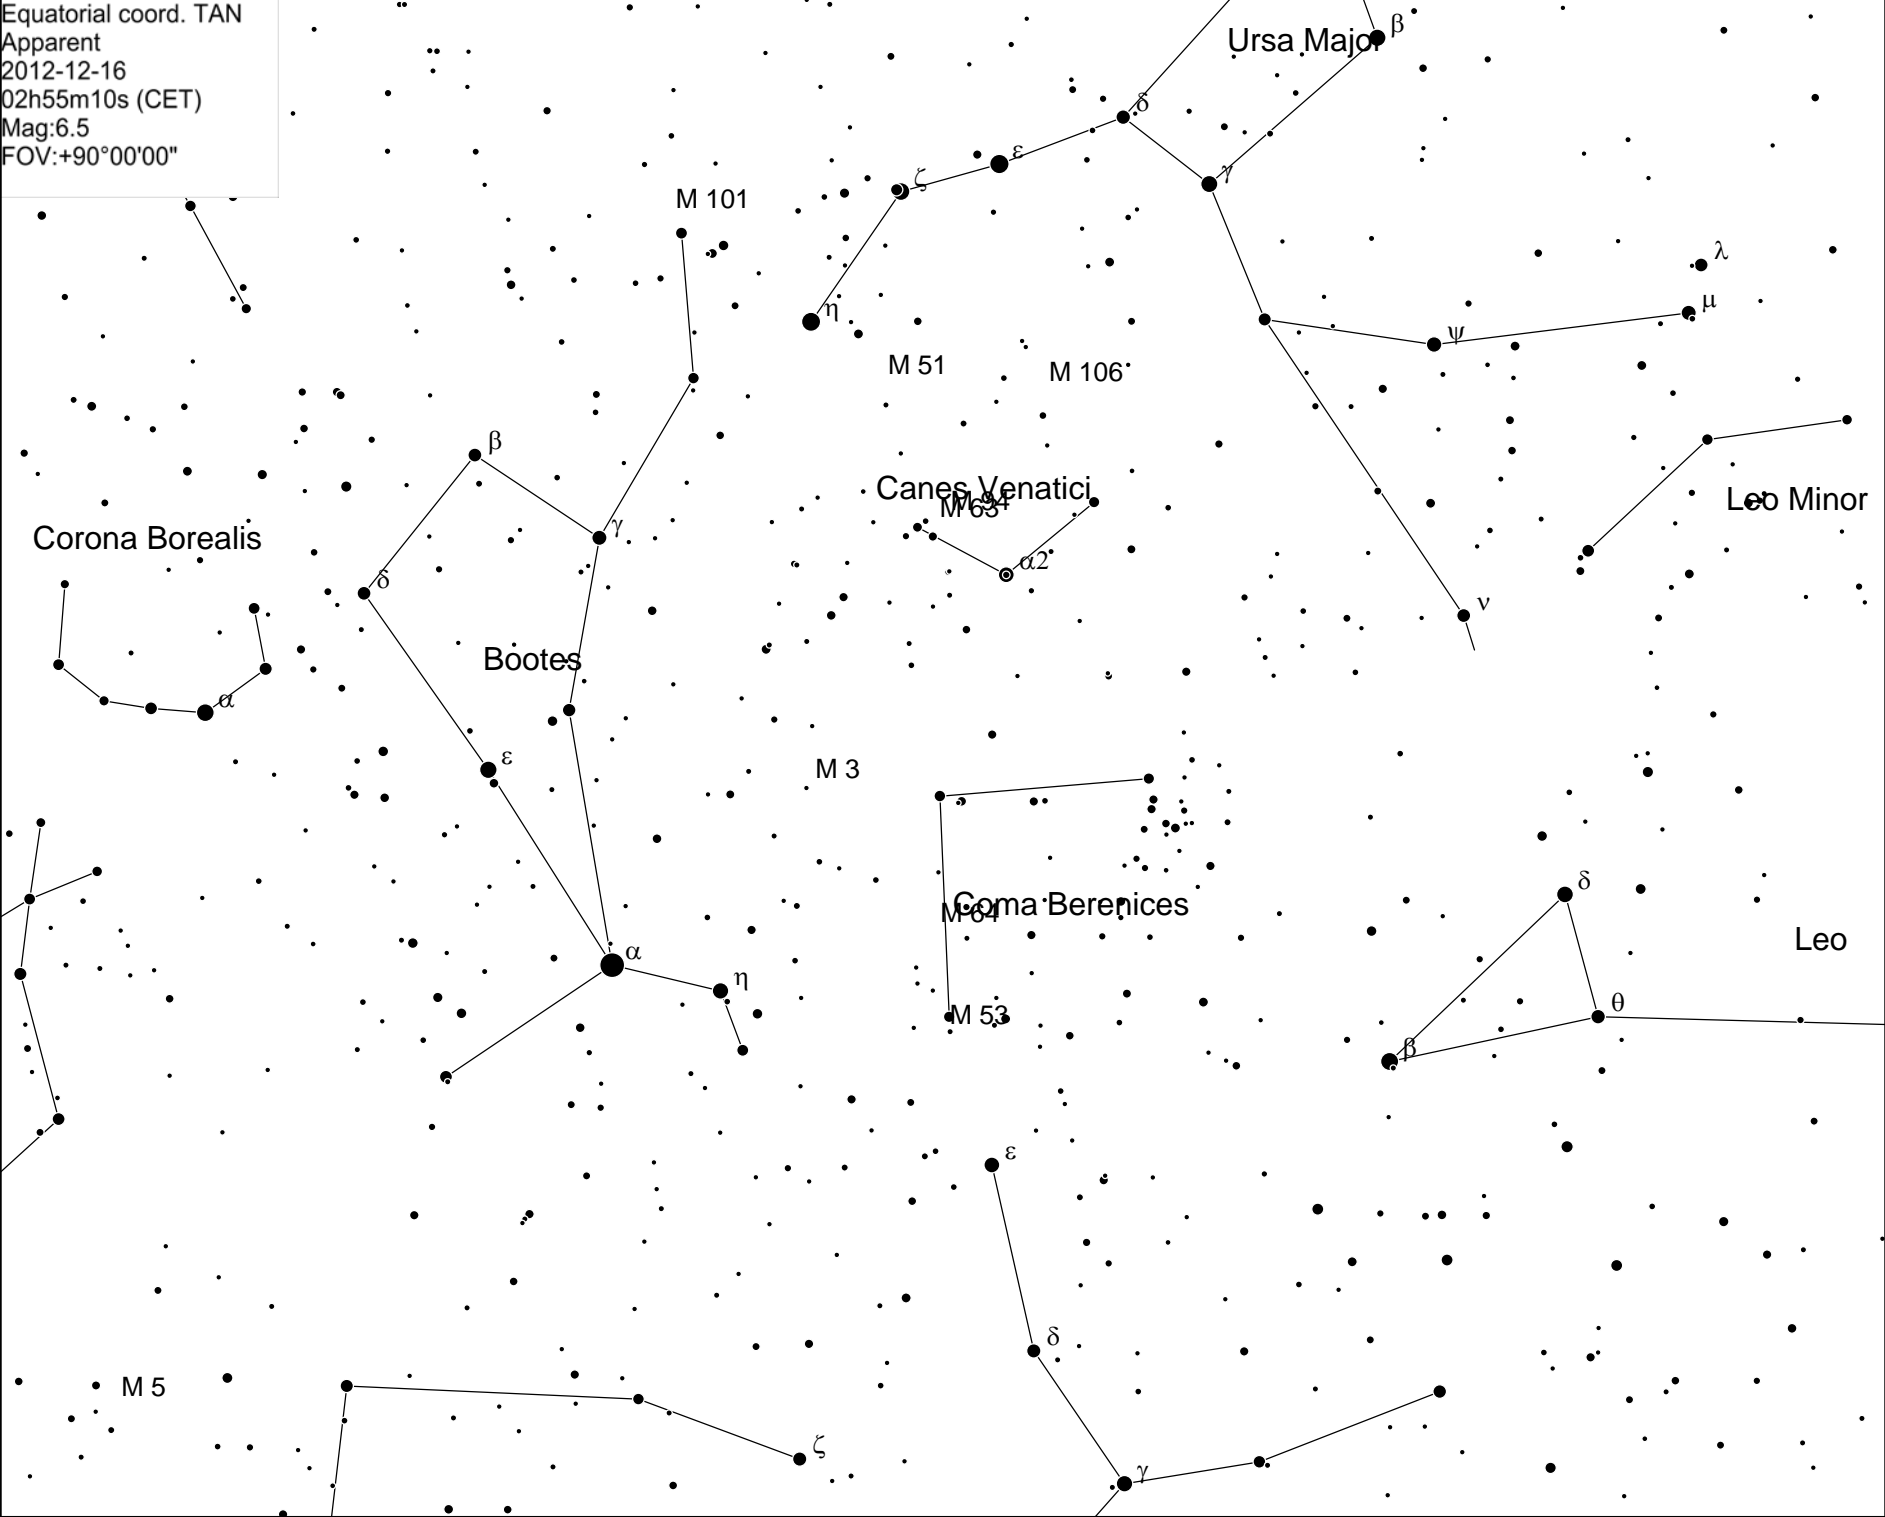 Equatorial coord. TAN
Apparent
2012-12-16
02h55m10s (CET)
Mag:6.5
FOV:+90°00'00"
Ursa Major
β
δ
ε
ζ
γ
M 101
λ
μ
η
ψ
M 51
M 106
β
Canes Venatici
M 94
M 63
Leo Minor
γ
Corona Borealis
α2
δ
ν
Bootes
α
ε
M 3
δ
Coma Berenices
M 64
Leo
α
η
θ
M 53
β
ε
δ
M 5
ζ
γ